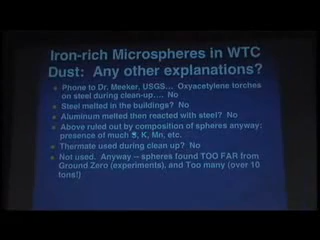 Iron-rich Microspheres in WTC
Dust: Any other explanations?
Phone to Dr. Meeker, USGS... Oxyacetylene torches
on steel during clean-up.... No
Steel melted in the buildings? No
Aluminum melted then reacted with steel? No
Above ruled out by composition of spheres anyway:
presence of much S, K, Mn, etc.
Thermate used during clean up? No
Not used. Anyway -- spheres found TOO FAR from
Ground Zero (experiments), and Too many (over 10
tons!)